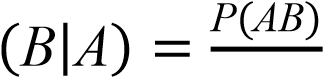 (B|A) = P(AB)